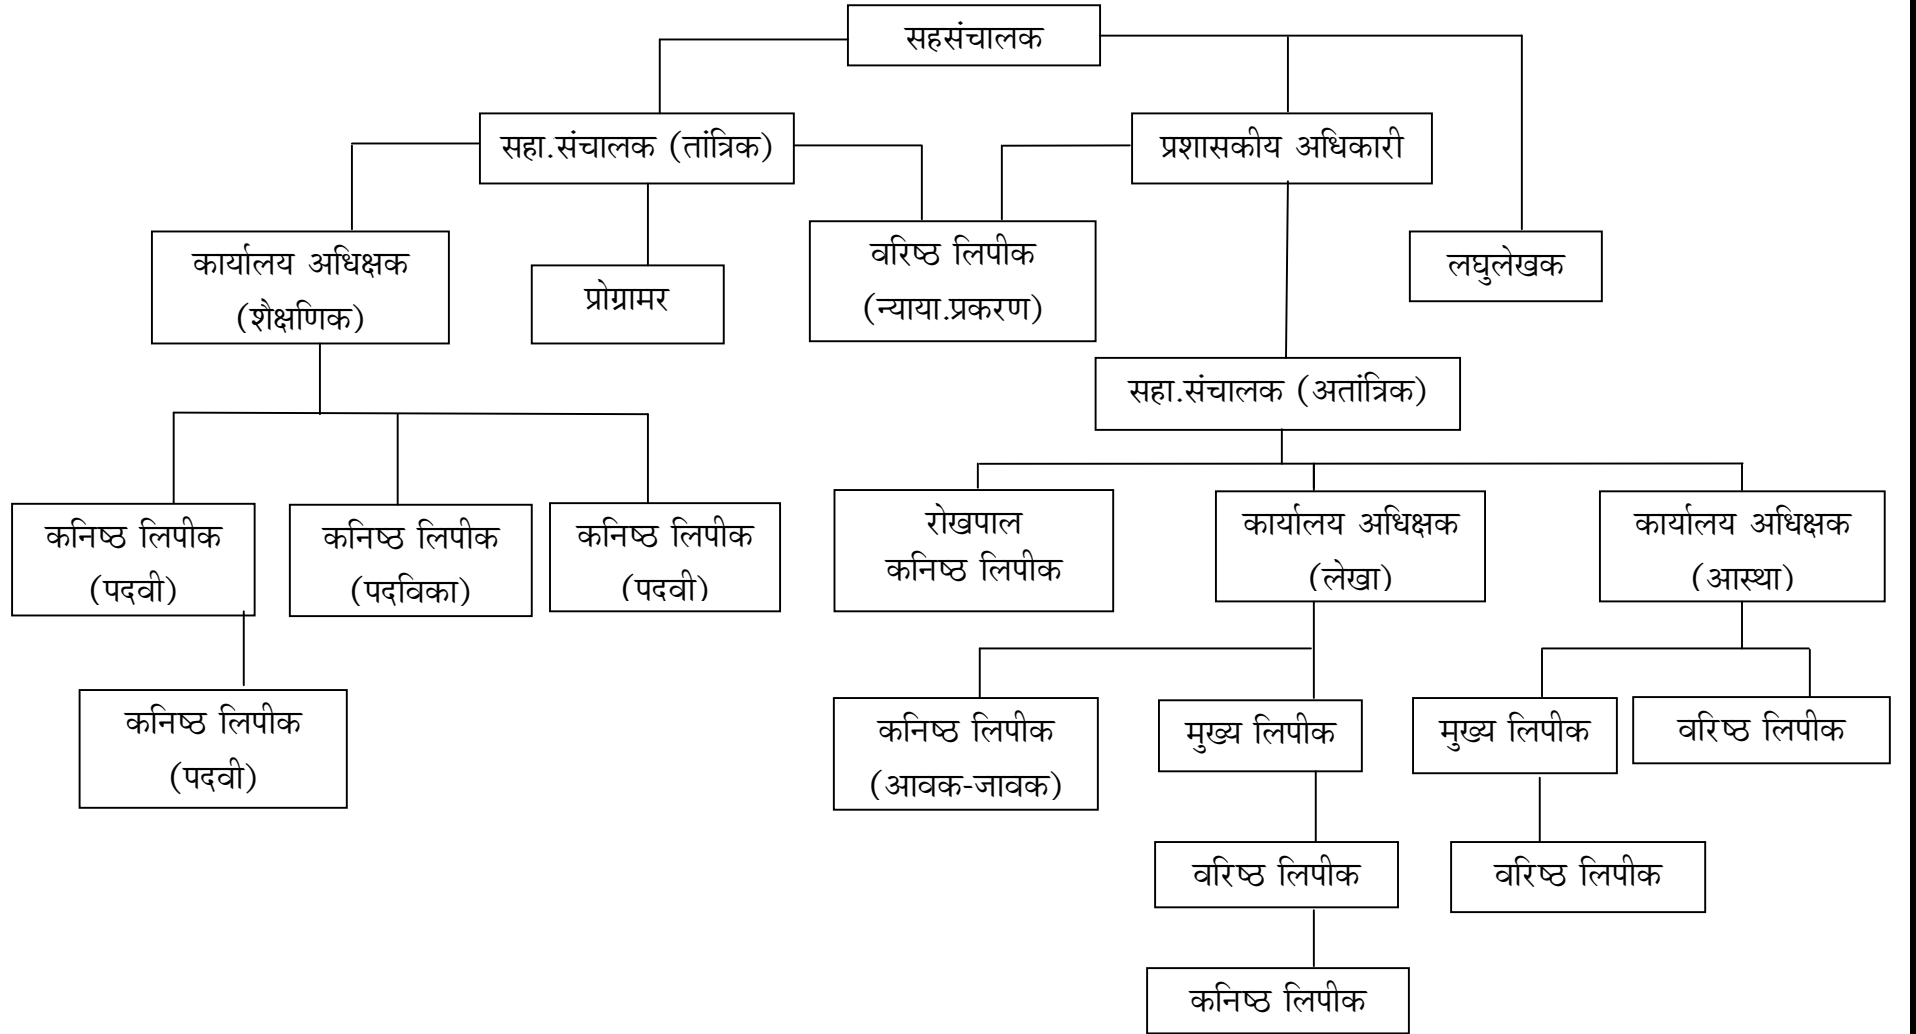 सहसंचालक
सहा.संचालक (तांत्रिक)
प्रशासकीय अधिकारी
कार्यालय अधिक्षक
(शैक्षणिक)
प्रोग्रामर
वरिष्ठ लिपीक
(न्याया.प्रकरण)
लघुलेखक
सहा.संचालक (अतांत्रिक)
कनिष्ठ लिपीक
(पदवी)
कनिष्ठ लिपीक
(पदविका)
कनिष्ठ लिपीक
(पदवी)
रोखपाल
कनिष्ठ लिपीक
कार्यालय अधिक्षक
(लेखा)
कार्यालय अधिक्षक
(आस्था)
कनिष्ठ लिपीक
(पदवी)
कनिष्ठ लिपीक
(आवक-जावक)
मुख्य लिपीक
मुख्य लिपीक
वरिष्ठ लिपीक
वरिष्ठ लिपीक
वरिष्ठ लिपीक
कनिष्ठ लिपीक